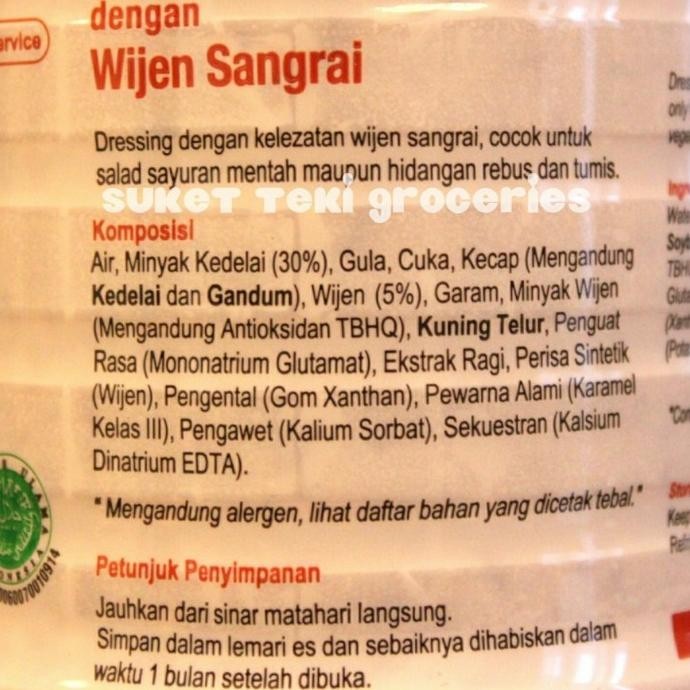 ervice
dengan
Wijen Sangrai
Dressing dengan kelezatan wijen sangrai, cocok untuk
salad sayuran mentah maupun hidangan rebus dan tumis.
suket teki groceries
Komposisi
Air, Minyak Kedelai (30%), Gula, Cuka, Kecap (Mengandung
Kedelai dan Gandum), Wijen (5%), Garam, Minyak Wijen
(Mengandung Antioksidan TBHQ), Kuning Telur, Penguat
Rasa (Mononatrium Glutamat), Ekstrak Ragi, Perisa Sintetik
(Wijen), Pengental (Gom Xanthan), Pewarna Alami (Karamel
Kelas III), Pengawet (Kalium Sorbat), Sekuestran (Kalsium
Dinatrium EDTA).
"Mengandung alergen, lihat daftar bahan yang dicetak tebal."
Petunjuk Penyimpanan
Jauhkan dari sinar matahari langsung.
Simpan dalam lemari es dan sebaiknya dihabiskan dalam
waktu 1 bulan setelah dibuka.